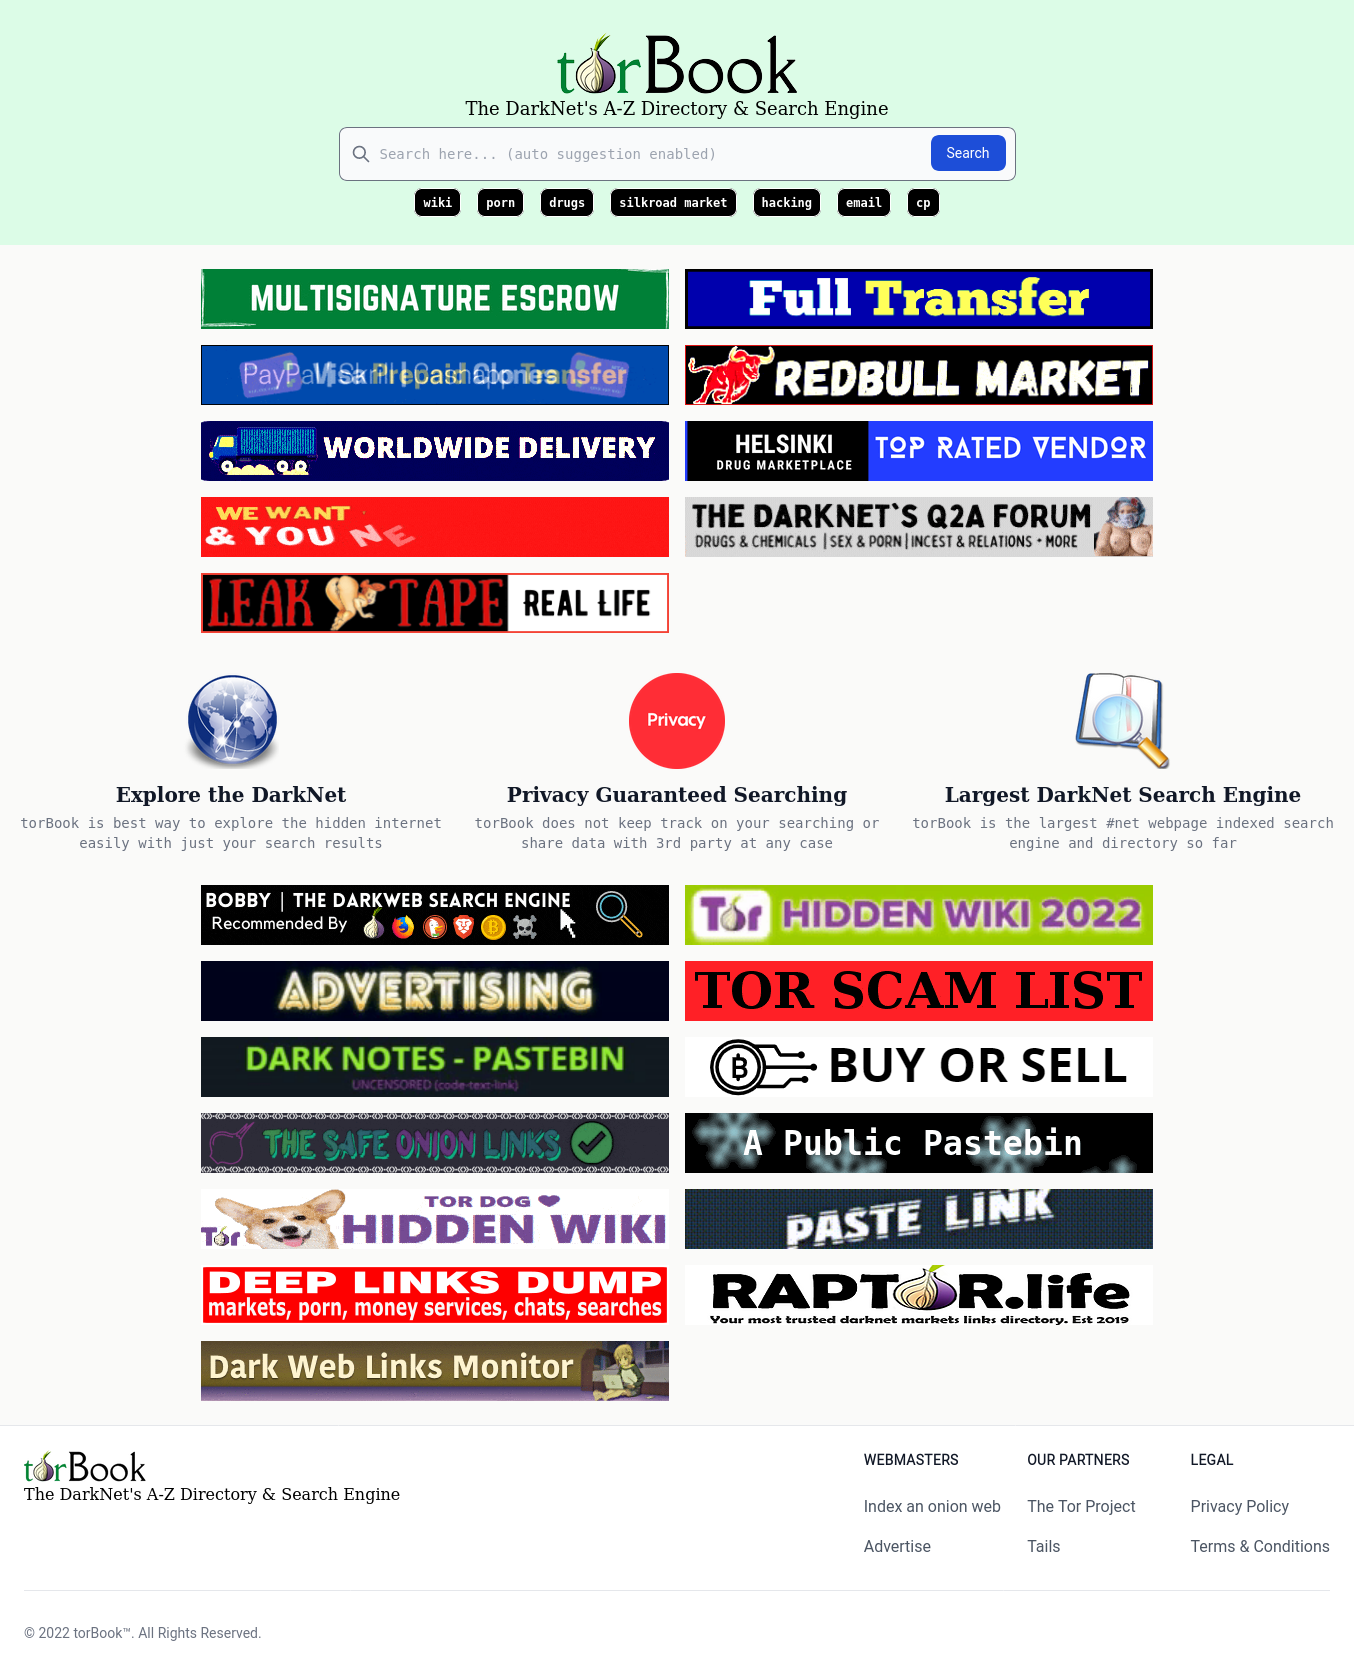 torBook
The DarkNet's A-Z Directory & Search Engine
Search here... (auto suggestion enabled)
Search
wiki
porn
drugs
silkroad market
hacking
email
cp
MULTISIGNATURE ESCROW
Full Transfer
REDBULL MARKET
WORLDWIDE DELIVERY
HELSINKI
DRUG MARKETPLACE
TOP RATED VENDOR
WE WANT
& YOU NE
THE DARKNET'S Q2A FORUM
DRUGS & CHEMICALS | SEX & PORN | INCEST & RELATIONS + MORE
LEAK TAPE
REAL LIFE
Privacy
Explore the DarkNet
torBook is best way to explore the hidden internet
easily with just your search results
Privacy Guaranteed Searching
torBook does not keep track on your searching or
share data with 3rd party at any case
Largest DarkNet Search Engine
torBook is the largest #net webpage indexed search
engine and directory so far
BOBBY | THE DARKWEB SEARCH ENGINE
Recommended By
Tor HIDDEN WIKI 2022
ADVERTISING
TOR SCAM LIST
DARK NOTES - PASTEBIN
UNCENSORED (code-text-link)
BUY OR SELL
THE SAFE ONION LINKS
A Public Pastebin
TOR DOG
Tor HIDDEN WIKI
PASTE LINK
DEEP LINKS DUMP
markets, porn, money services, chats, searches
RAPTOR.life
Your most trusted darknet markets links directory. Est 2019
Dark Web Links Monitor
torBook
The DarkNet's A-Z Directory & Search Engine
WEBMASTERS
Index an onion web
Advertise
OUR PARTNERS
The Tor Project
Tails
LEGAL
Privacy Policy
Terms & Conditions
© 2022 torBook™. All Rights Reserved.